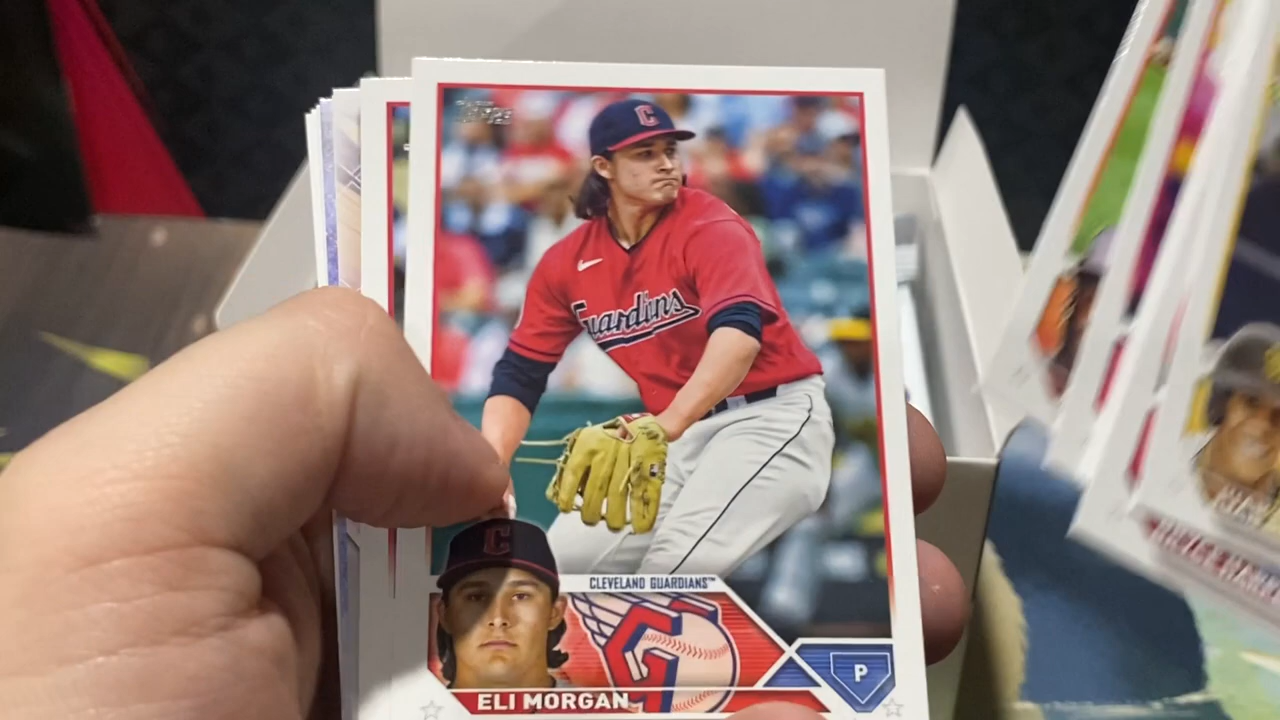 C
Guardians
C
CLEVELAND GUARDIANS™
P
ELI MORGAN